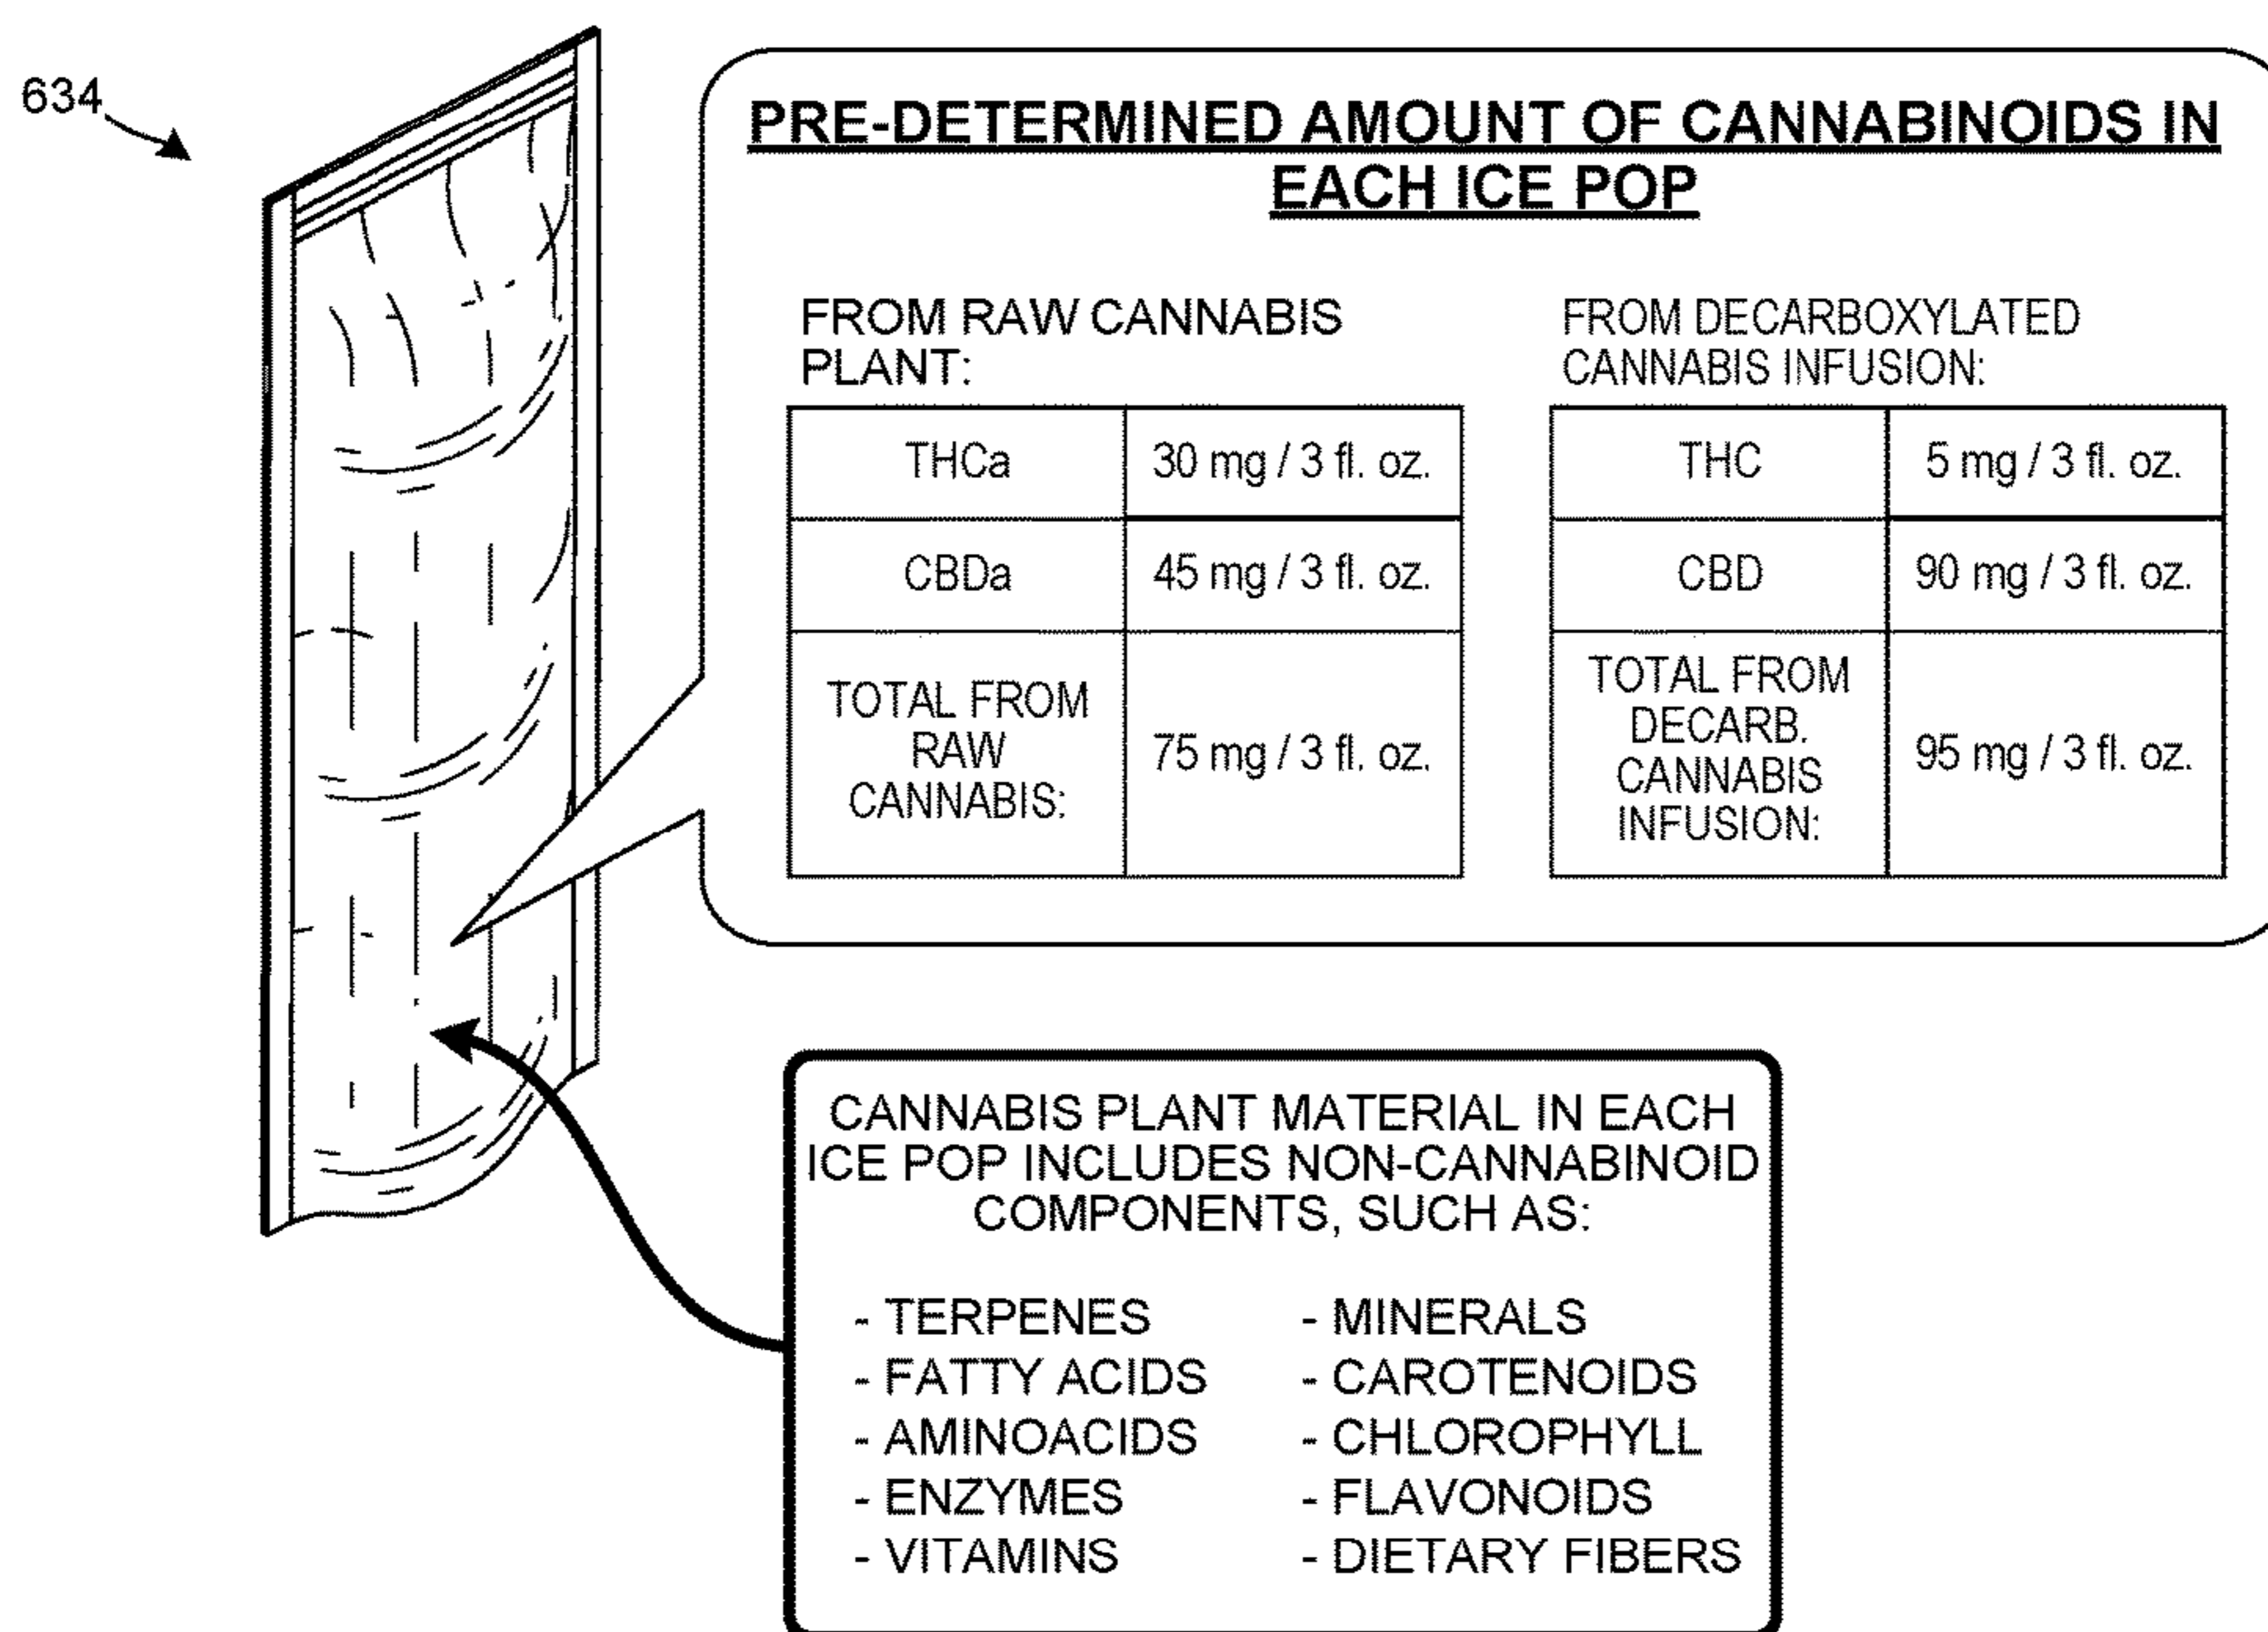 634
PRE-DETERMINED AMOUNT OF CANNABINOIDS IN
EACH ICE POP
FROM RAW CANNABIS
PLANT:
THCa 30 mg / 3 fl. oz.
CBDa 45 mg / 3 fl. oz.
TOTAL FROM
RAW
CANNABIS:
75 mg / 3 fl. oz.
FROM DECARBOXYLATED
CANNABIS INFUSION:
THC 5 mg / 3 fl. oz.
CBD 90 mg / 3 fl. oz.
TOTAL FROM
DECARB.
CANNABIS
INFUSION:
95 mg / 3 fl. oz.
CANNABIS PLANT MATERIAL IN EACH
ICE POP INCLUDES NON-CANNABINOID
COMPONENTS, SUCH AS:
- TERPENES
- FATTY ACIDS
- AMINOACIDS
- ENZYMES
- VITAMINS
- MINERALS
- CAROTENOIDS
- CHLOROPHYLL
- FLAVONOIDS
- DIETARY FIBERS